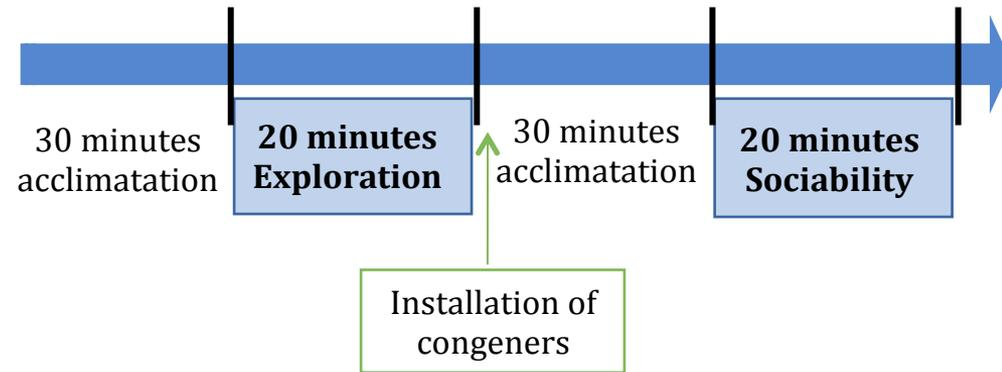 30 minutes
acclimatation
20 minutes
Exploration
30 minutes
acclimatation
20 minutes
Sociability
Installation of
congeners